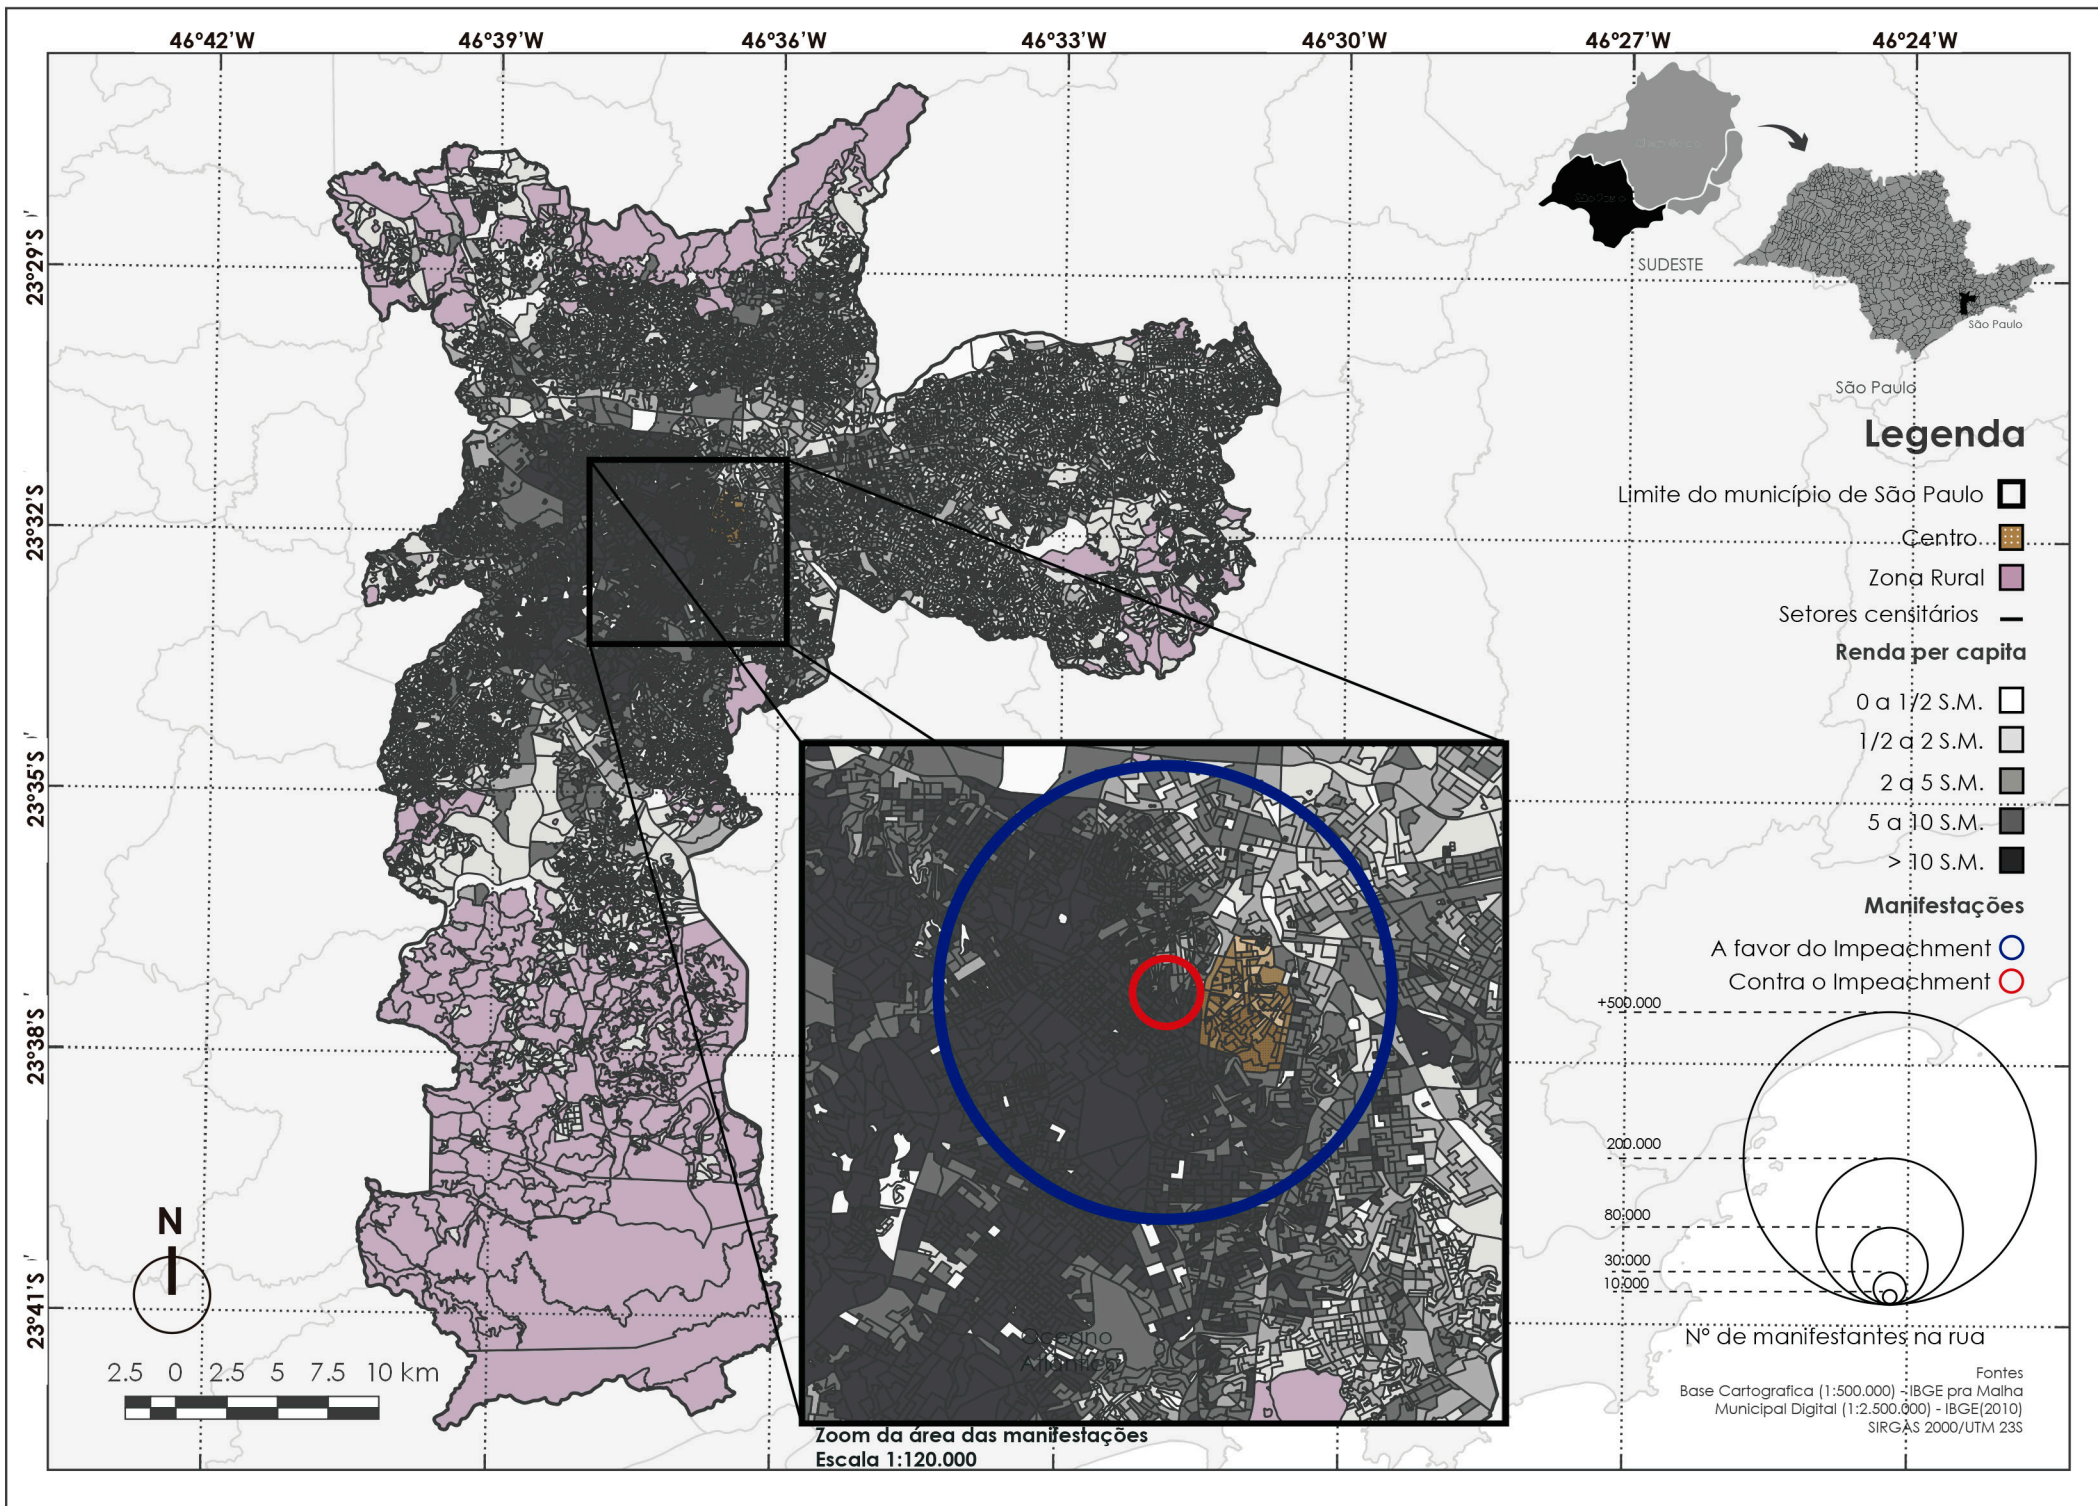 46°42'W 46°39'W 46°36'W 46°33'W 46°30'W 46°27'W 46°24'W
23°29'S
23°32'S
23°35'S
23°38'S
23°41'S
SUDESTE
São Paulo
São Paulo
Legenda
Limite do município de São Paulo
Centro
Zona Rural
Setores censitários
Renda per capita
0 a 1/2 S.M.
1/2 a 2 S.M.
2 a 5 S.M.
5 a 10 S.M.
> 10 S.M.
Manifestações
A favor do Impeachment
Contra o Impeachment
+500.000
200.000
80.000
30.000
10.000
Nº de manifestantes na rua
Fontes
Base Cartografica (1:500.000) - IBGE pra Malha
Municipal Digital (1:2.500.000) - IBGE(2010)
SIRGAS 2000/UTM 23S
N
2.5 0 2.5 5 7.5 10 km
Oceano
Atlântico
Zoom da área das manifestações
Escala 1:120.000